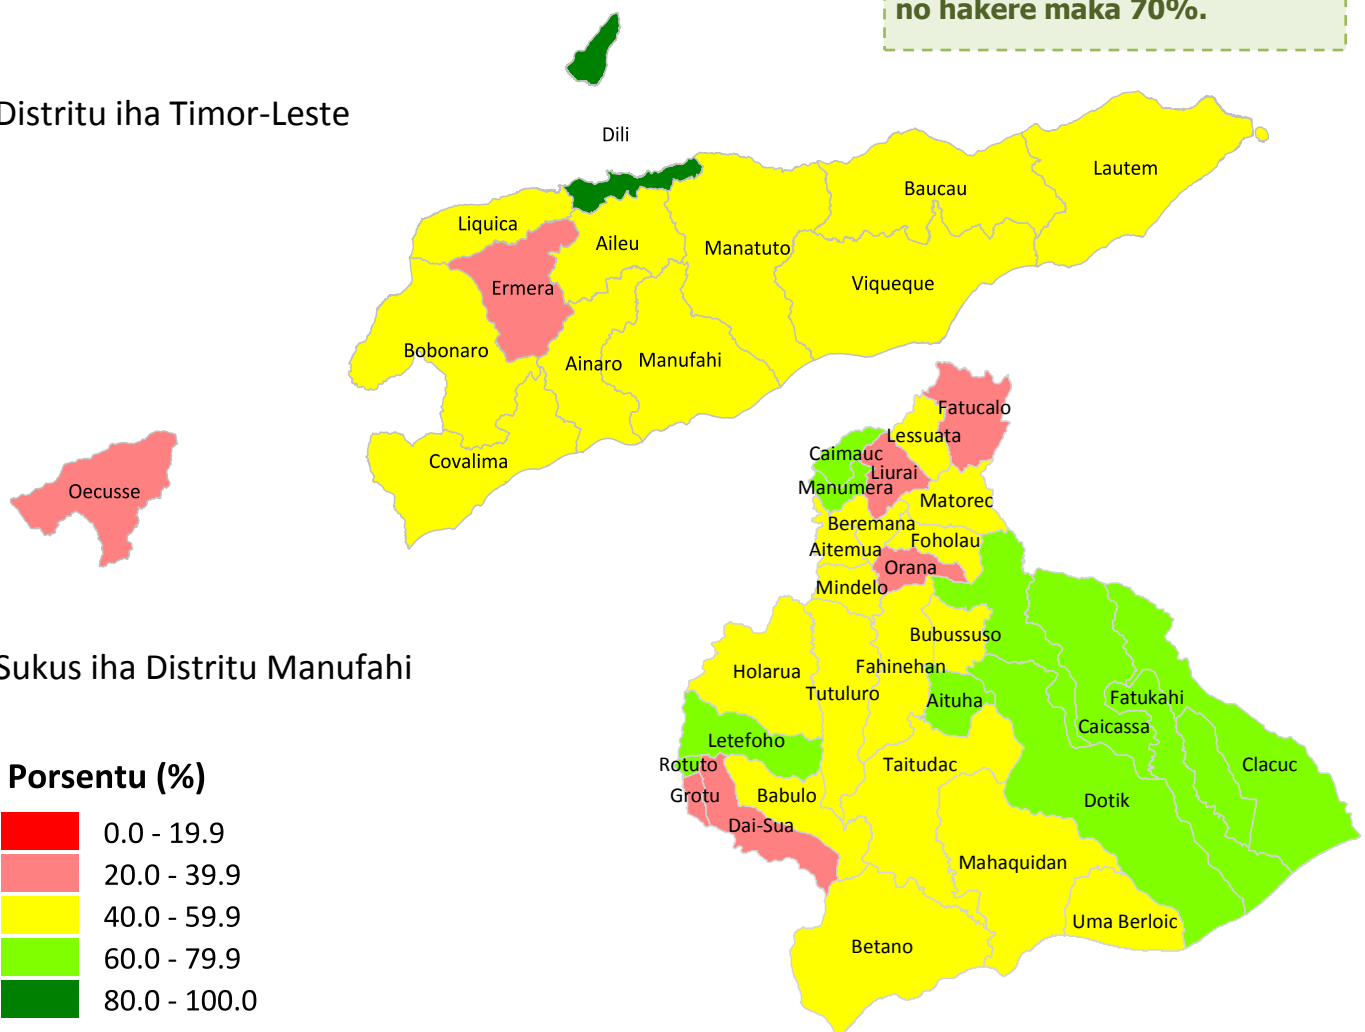 no hakere maka 70%.
Distritu iha Timor-Leste
Dili
Lautem
Baucau
Liquica
Aileu
Manatuto
Viqueque
Ermera
Bobonaro
Ainaro
Manufahi
Covalima
Oecusse
Fatucalo
Lessuata
Caimauc
Liurai
Manumera
Matorec
Beremana
Foholau
Aitemua
Orana
Mindelo
Bubussuso
Fahinehan
Holarua
Tutuluro
Aituha
Fatukahi
Caicassa
Letefoho
Rotuto
Taitudac
Clacuc
Grotu
Babulo
Dotik
Dai-Sua
Mahaquidan
Uma Berloic
Betano
Sukus iha Distritu Manufahi
Porsentu (%)
0.0 - 19.9
20.0 - 39.9
40.0 - 59.9
60.0 - 79.9
80.0 - 100.0